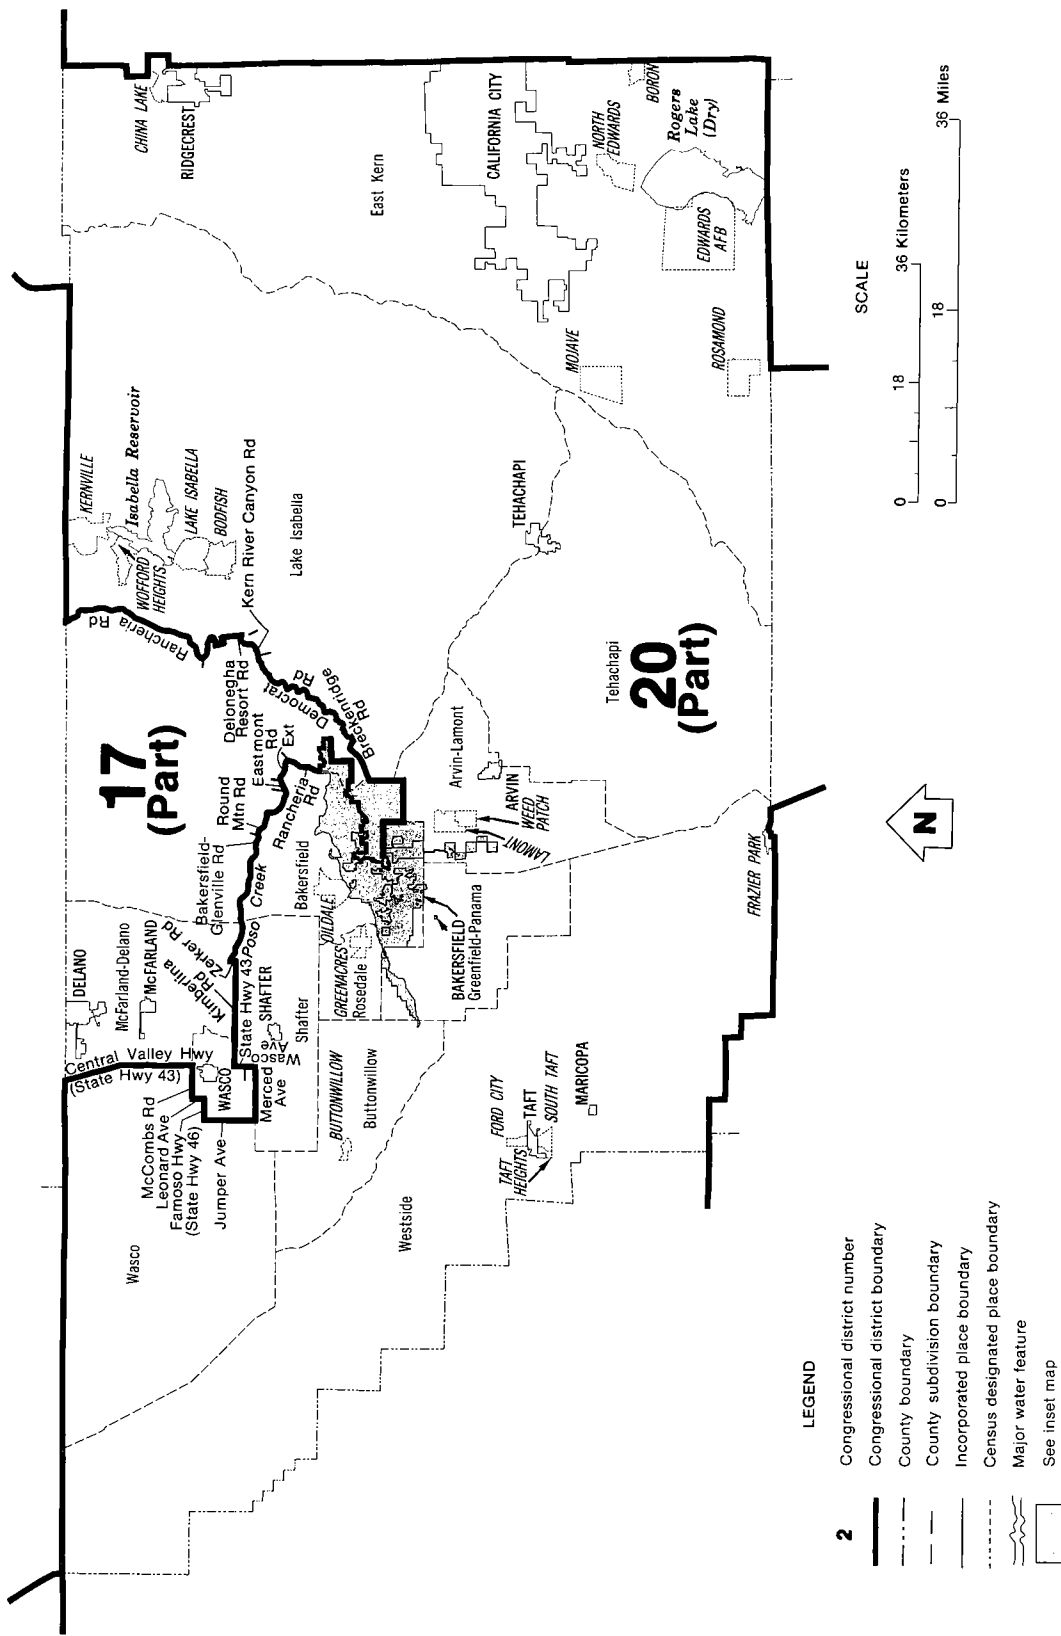 CHINA LAKE
RIDGECREST
East Kern
CALIFORNIA CITY
NORTH
EDWARDS
BORON
Rogers
Lake
(Dry)
EDWARDS
AFB
MOJAVE
ROSAMOND
KERNVILLE
Isabella Reservoir
WOFFORD
HEIGHTS
LAKE ISABELLA
BODFISH
Kern River Canyon Rd
Lake Isabella
TEHACHAPI
Rancheria
Rd
Delonegha
Resort Rd
Democrat
Rd
Breckenridge
Rd
Eastmont
Rd
Ext
17
(Part)
Tehachapi
20
(Part)
Round
Mtn Rd
Rancheria
Rd
Bakersfield-
Glenville Rd
Poso Creek
Bakersfield
Arvin-Lamont
ARVIN
WEED
PATCH
LAMONT
FRAZIER PARK
DELANO
McFarland-Delano
McFARLAND
Zerker Rd
Kimberlina
Rd
State Hwy 43
SHAFTER
Shafter
OILDALE
GREENACRES
Rosedale
BAKERSFIELD
Greenfield-Panama
Central Valley Hwy
(State Hwy 43)
WASCO
Wasco
Ave
Merced
Ave
McCombs Rd
Leonard Ave
Famoso Hwy
(State Hwy 46)
Jumper Ave
BUTTONWILLOW
Buttonwillow
Wasco
Westside
FORD CITY
TAFT
SOUTH TAFT
TAFT
HEIGHTS
MARICOPA
N
SCALE
0 18 36 Kilometers
0 18 36 Miles
LEGEND
2 Congressional district number
Congressional district boundary
County boundary
County subdivision boundary
Incorporated place boundary
Census designated place boundary
Major water feature
See inset map